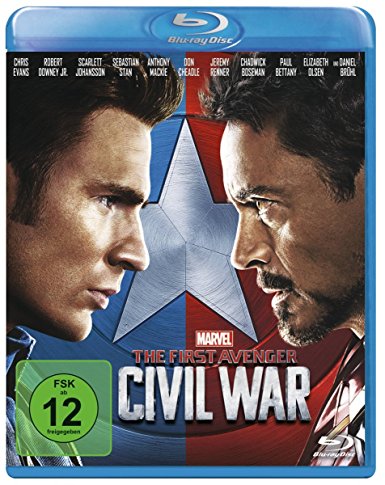 Blu-ray Disc
CHRIS EVANS ROBERT DOWNEY JR. SCARLETT JOHANSSON SEBASTIAN STAN ANTHONY MACKIE DON CHEADLE JEREMY RENNER CHADWICK BOSEMAN PAUL BETTANY ELIZABETH OLSEN UND DANIEL BRÜHL
MARVEL
THE FIRST AVENGER
CIVIL WAR
FSK
ab
12
freigegeben
Blu-ray Disc